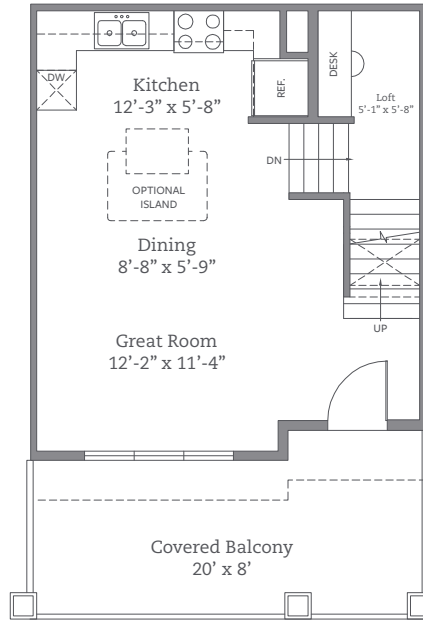 DW
Kitchen
12’-3” x 5’-8”
REF.
DESK
Loft
5’-1” x 5’-8”
DN
OPTIONAL
ISLAND
Dining
8’-8” x 5’-9”
UP
Great Room
12’-2” x 11’-4”
Covered Balcony
20’ x 8’